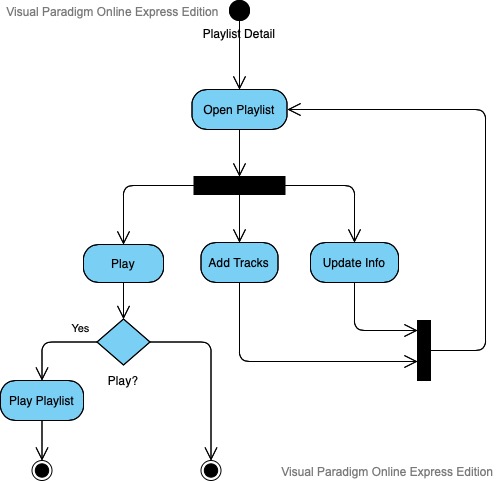 Visual Paradigm Online Express Edition
Playlist Detail
Open Playlist
Play
Add Tracks
Update Info
Yes
Play?
Play Playlist
Visual Paradigm Online Express Edition